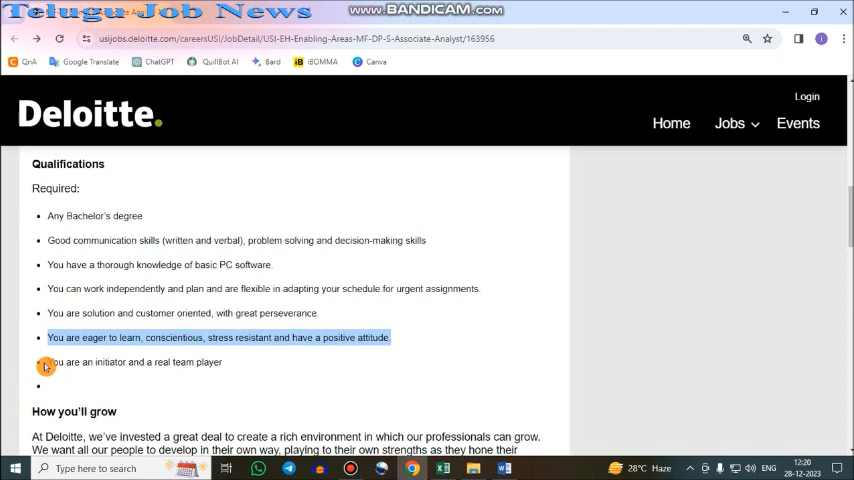 Telugu Job News
www.BANDICAM.com
usijobs.deloitte.com/careersUSI/JobDetail/USI-EH-Enabling-Areas-MF-DP-S-Associate-Analyst/163956
QnA Google Translate ChatGPT QuillBot AI Bard iBOMMA Canva
Login
Deloitte.
Home Jobs Events
Qualifications
Required:
• Any Bachelor's degree
• Good communication skills (written and verbal), problem solving and decision-making skills
• You have a thorough knowledge of basic PC software.
• You can work independently and plan and are flexible in adapting your schedule for urgent assignments.
• You are solution and customer oriented, with great perseverance.
• You are eager to learn, conscientious, stress resistant and have a positive attitude.
• You are an initiator and a real team player
•
How you'll grow
At Deloitte, we've invested a great deal to create a rich environment in which our professionals can grow.
We want all our people to develop in their own way, playing to their own strengths as they hone their
Type here to search
28°C Haze
ENG
12:20
28-12-2023